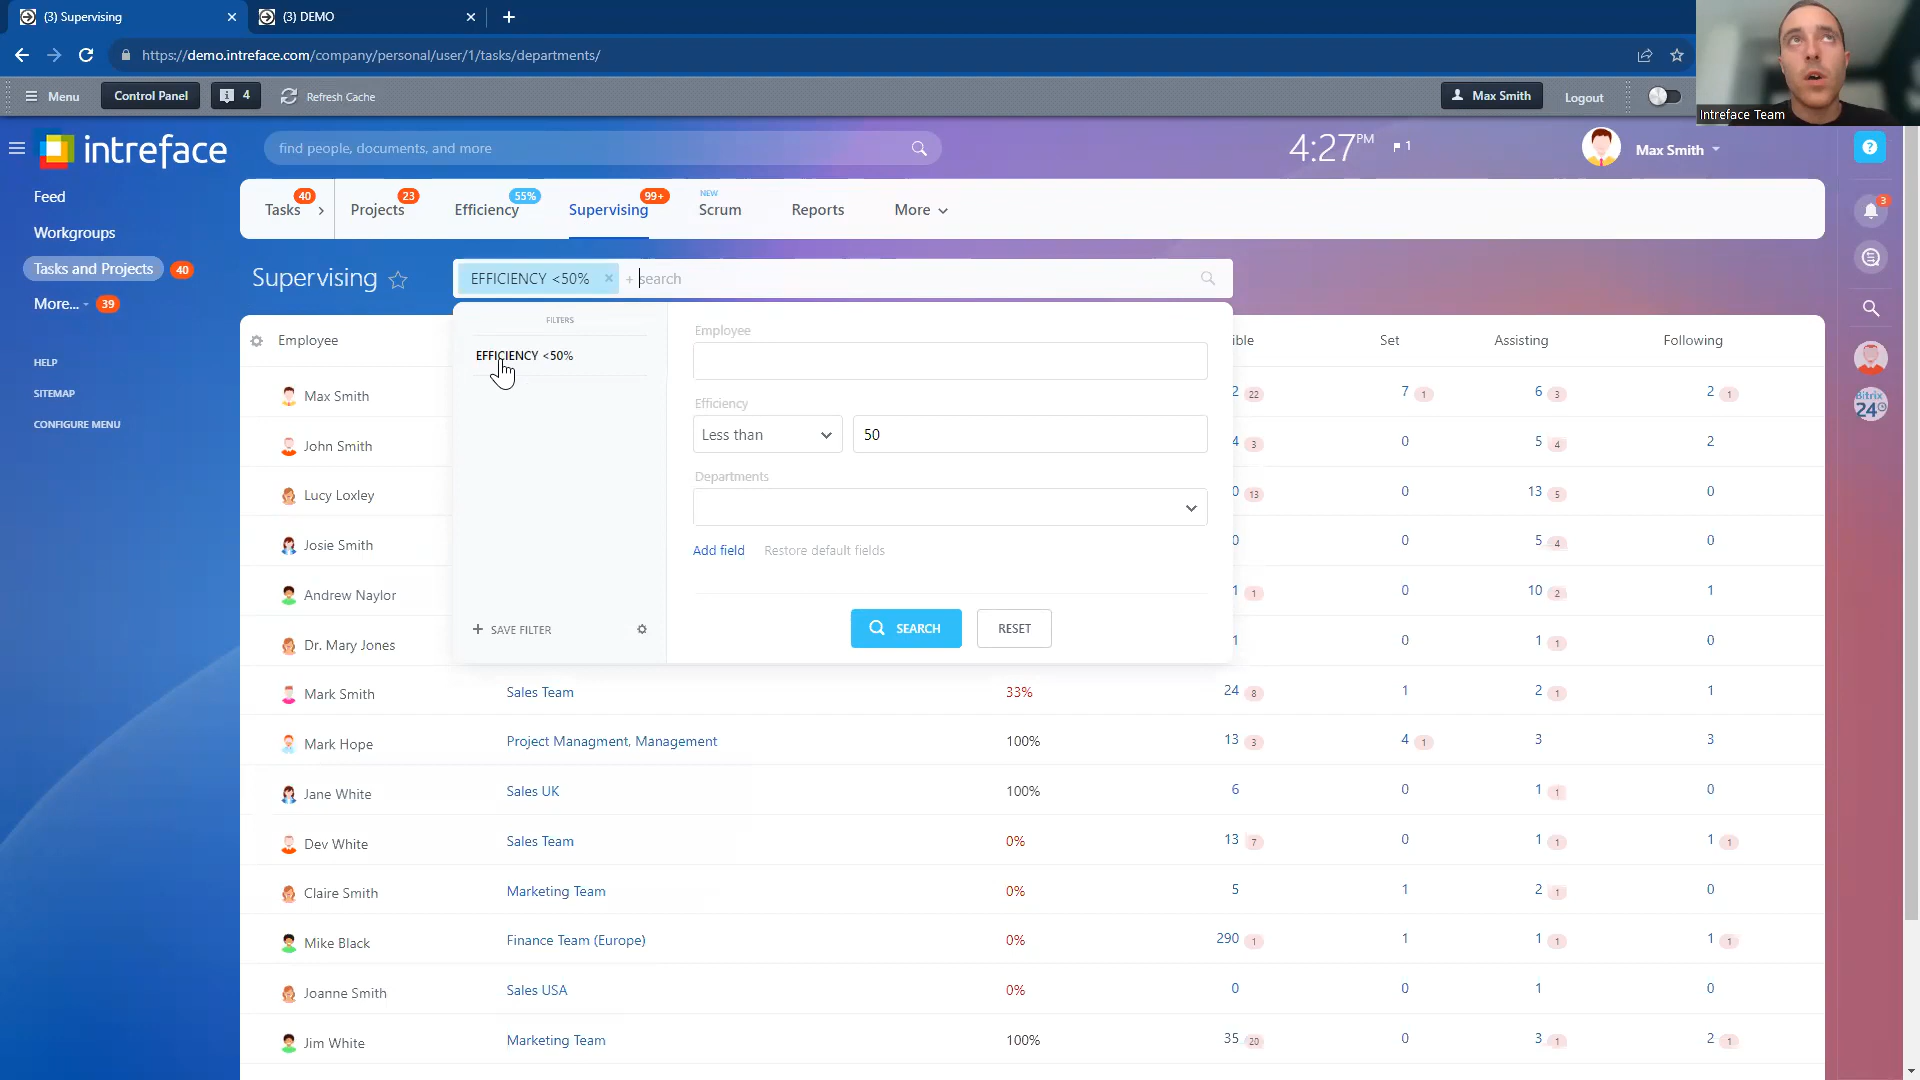 (3) Supervising
(3) DEMO
https://demo.intreface.com/company/personal/user/1/tasks/departments/
Menu Control Panel 4 Refresh Cache Max Smith Logout
Intreface Team
intreface find people, documents, and more 4:27 PM 1 Max Smith
Feed
Workgroups
Tasks and Projects 40
More... 39
HELP
SITEMAP
CONFIGURE MENU
Tasks 40 Projects 23 Efficiency 55% Supervising 99+ Scrum NEW Reports More
3
Bitrix
24
Supervising EFFICIENCY <50% × + search
FILTERS
EFFICIENCY <50%
+ SAVE FILTER
Employee
Efficiency
Less than 50
Departments
Add field Restore default fields
SEARCH RESET
Employee ible Set Assisting Following
Max Smith 2 22 7 1 6 3 2 1
John Smith 4 3 0 5 4 2
Lucy Loxley 0 13 0 13 5 0
Josie Smith 0 0 5 4 0
Andrew Naylor 1 1 0 10 2 1
Dr. Mary Jones 1 0 1 1 0
Mark Smith Sales Team 33% 24 8 1 2 1 1
Mark Hope Project Managment, Management 100% 13 3 4 1 3 3
Jane White Sales UK 100% 6 0 1 1 0
Dev White Sales Team 0% 13 7 0 1 1 1 1
Claire Smith Marketing Team 0% 5 1 2 1 0
Mike Black Finance Team (Europe) 0% 290 1 1 1 1 1 1
Joanne Smith Sales USA 0% 0 0 1 0
Jim White Marketing Team 100% 35 20 0 3 1 2 1